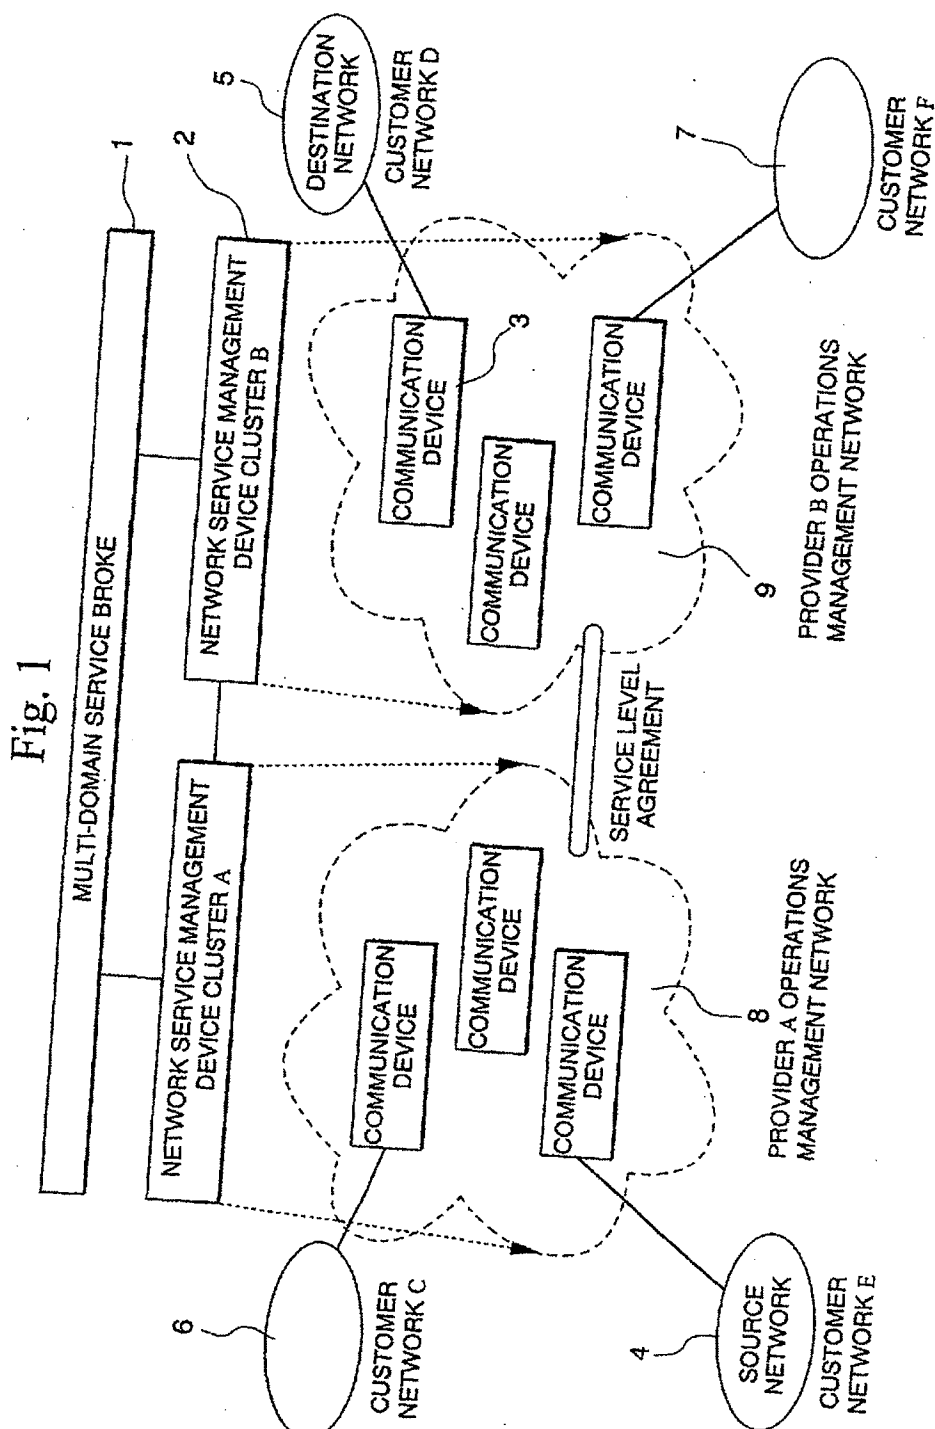 Fig. 1
MULTI-DOMAIN SERVICE BROKE
1
NETWORK SERVICE MANAGEMENT
DEVICE CLUSTER A
NETWORK SERVICE MANAGEMENT
DEVICE CLUSTER B
2
6
CUSTOMER
NETWORK C
COMMUNICATION
DEVICE
COMMUNICATION
DEVICE
COMMUNICATION
DEVICE
4
SOURCE
NETWORK
CUSTOMER
NETWORK E
8
PROVIDER A OPERATIONS
MANAGEMENT NETWORK
SERVICE LEVEL
AGREEMENT
COMMUNICATION
DEVICE
3
COMMUNICATION
DEVICE
COMMUNICATION
DEVICE
9
PROVIDER B OPERATIONS
MANAGEMENT NETWORK
5
DESTINATION
NETWORK
CUSTOMER
NETWORK D
7
CUSTOMER
NETWORK F